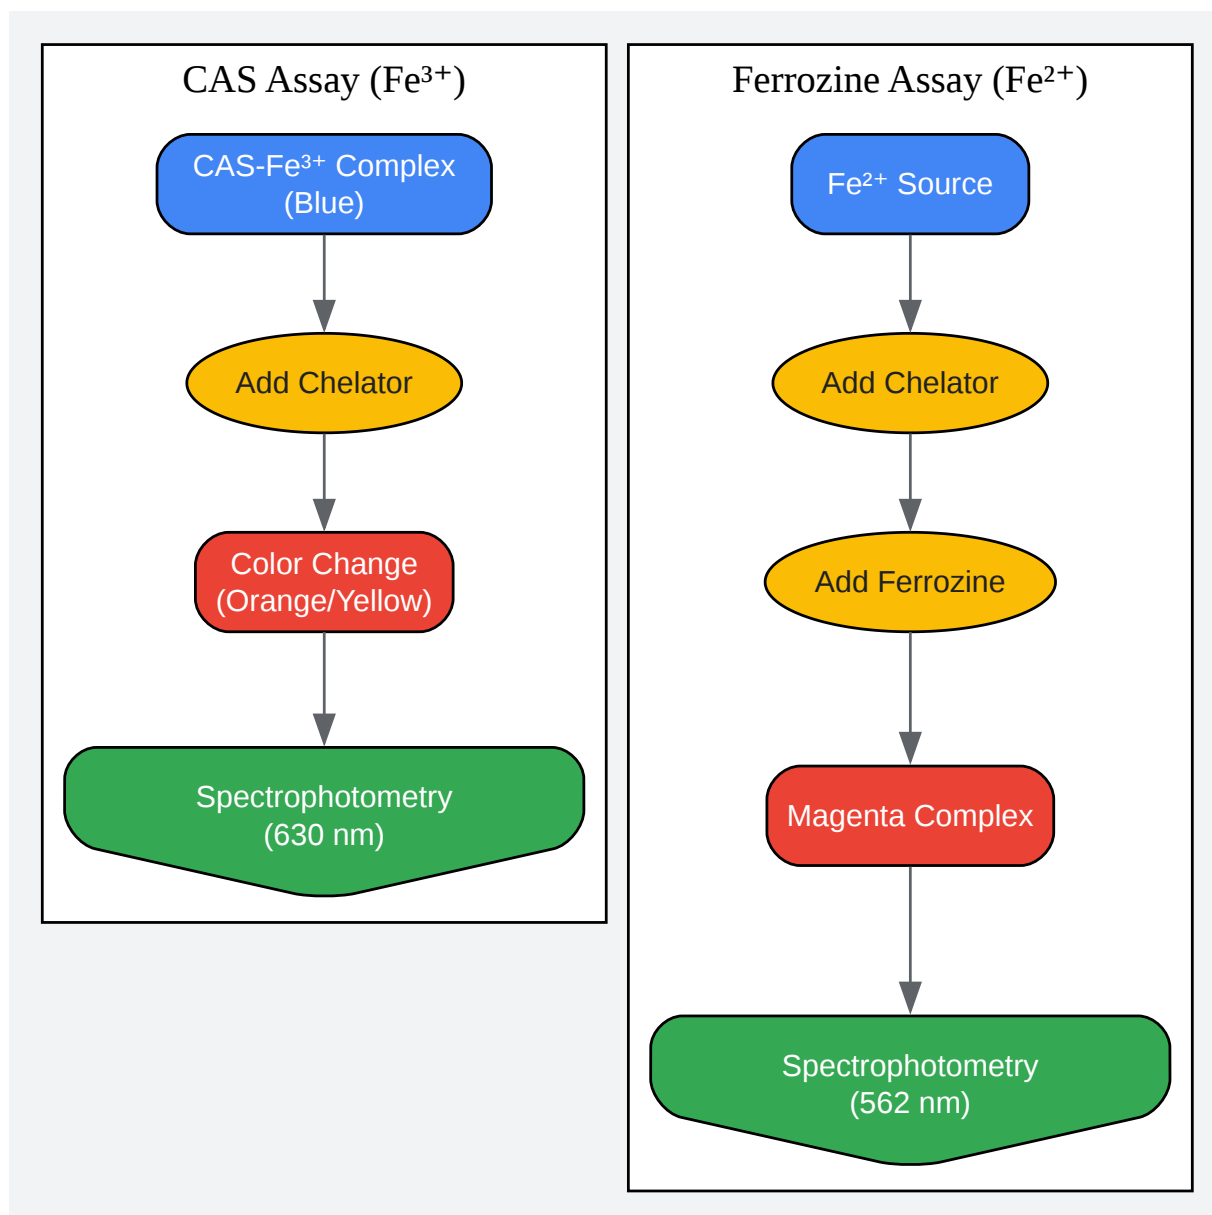 CAS Assay (Fe³⁺)
CAS-Fe³⁺ Complex
(Blue)
Add Chelator
Color Change
(Orange/Yellow)
Spectrophotometry
(630 nm)
Ferrozine Assay (Fe²⁺)
Fe²⁺ Source
Add Chelator
Add Ferrozine
Magenta Complex
Spectrophotometry
(562 nm)